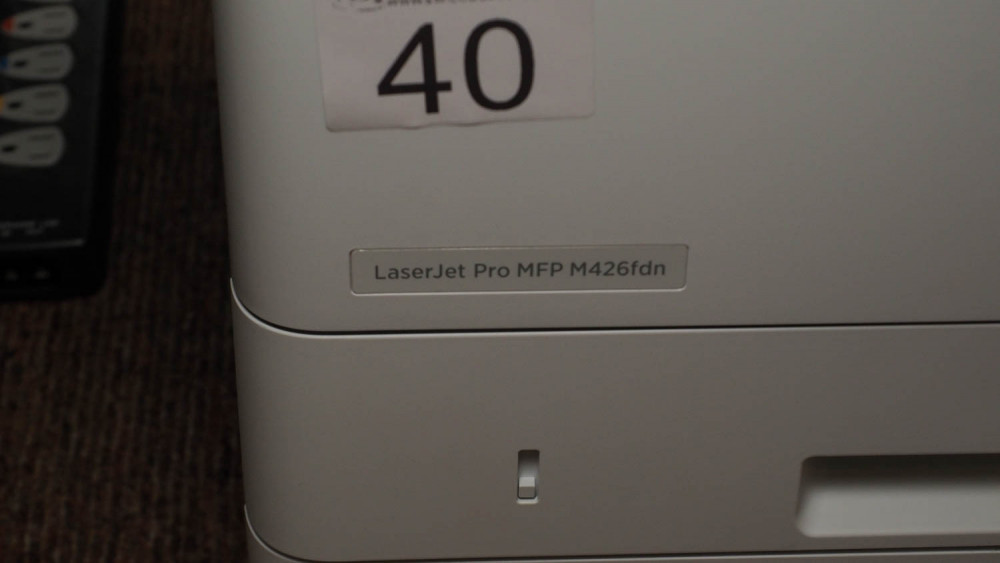 40
LaserJet Pro MFP M426fdn